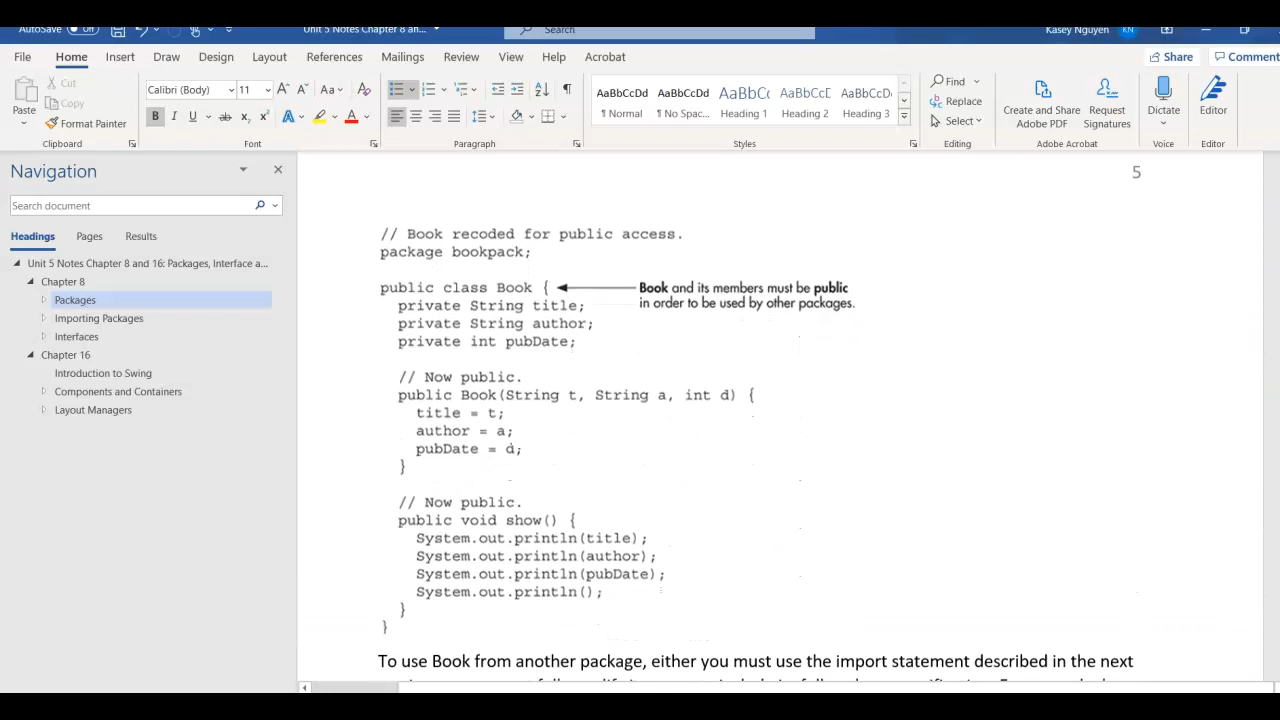 AutoSave Off Unit 5 Notes Chapter 8 an... Search Kasey Nguyen KN
File Home Insert Draw Design Layout References Mailings Review View Help Acrobat Share Comment
Paste Cut Copy Format Painter
Calibri (Body) 11
AaBbCcDd AaBbCcDd AaBbCc AaBbCcD AaBbCcD
¶ Normal ¶ No Spac... Heading 1 Heading 2 Heading 3
Find Replace Select
Create and Share Adobe PDF Request Signatures Dictate Editor
Clipboard Font Paragraph Styles Editing Adobe Acrobat Voice Editor
Navigation
Search document
Headings Pages Results
Unit 5 Notes Chapter 8 and 16: Packages, Interface a...
Chapter 8
Packages
Importing Packages
Interfaces
Chapter 16
Introduction to Swing
Components and Containers
Layout Managers
5
// Book recoded for public access.
package bookpack;
public class Book {
Book and its members must be public
in order to be used by other packages.
private String title;
private String author;
private int pubDate;
// Now public.
public Book(String t, String a, int d) {
title = t;
author = a;
pubDate = d;
}
// Now public.
public void show() {
System.out.println(title);
System.out.println(author);
System.out.println(pubDate);
System.out.println();
}
}
To use Book from another package, either you must use the import statement described in the next